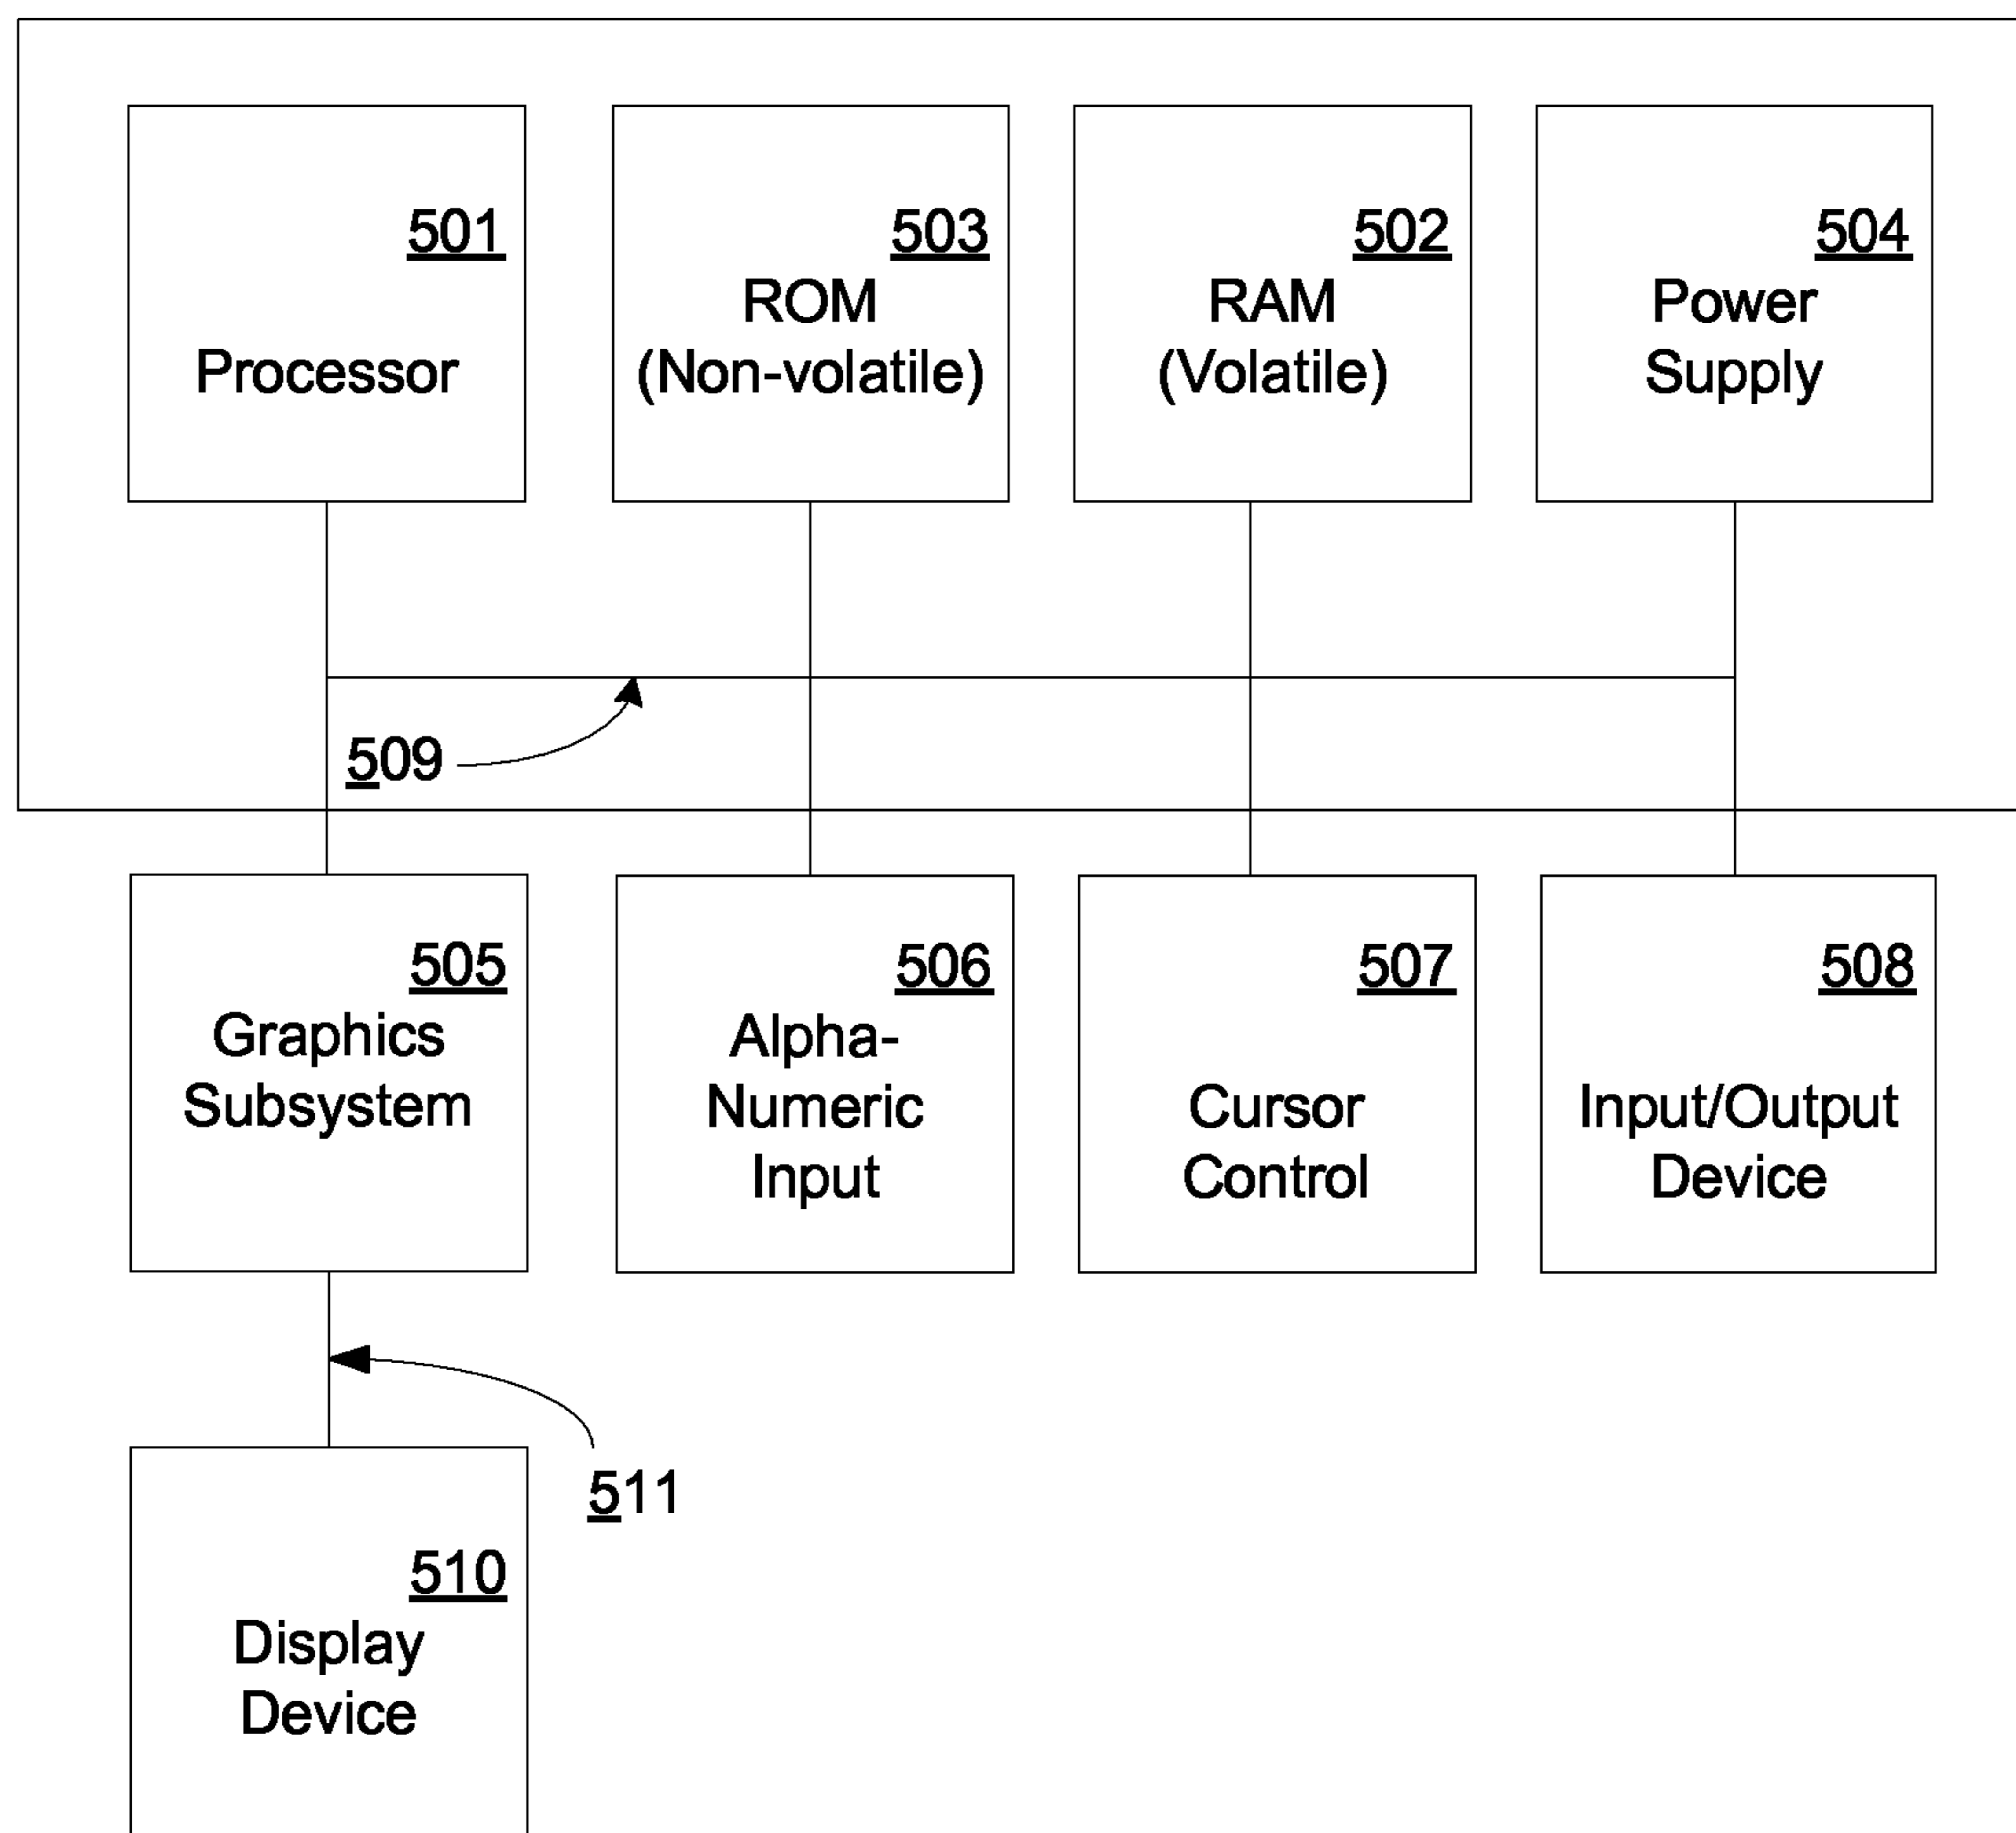 501
Processor
503
ROM
(Non-volatile)
502
RAM
(Volatile)
504
Power
Supply
509
505
Graphics
Subsystem
506
Alpha-
Numeric
Input
507
Cursor
Control
508
Input/Output
Device
511
510
Display
Device